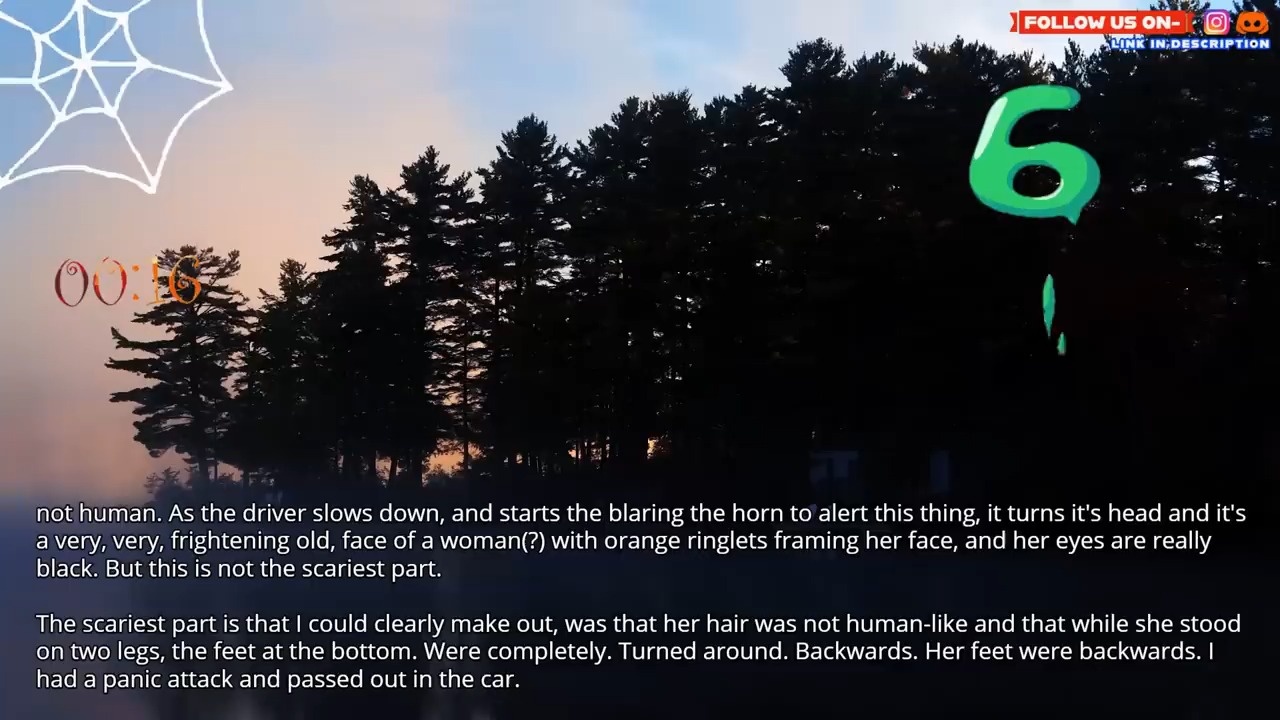 FOLLOW US ON-
LINK IN DESCRIPTION
6
00:16
not human. As the driver slows down, and starts the blaring the horn to alert this thing, it turns it's head and it's
a very, very, frightening old, face of a woman(?) with orange ringlets framing her face, and her eyes are really
black. But this is not the scariest part.
The scariest part is that I could clearly make out, was that her hair was not human-like and that while she stood
on two legs, the feet at the bottom. Were completely. Turned around. Backwards. Her feet were backwards. I
had a panic attack and passed out in the car.